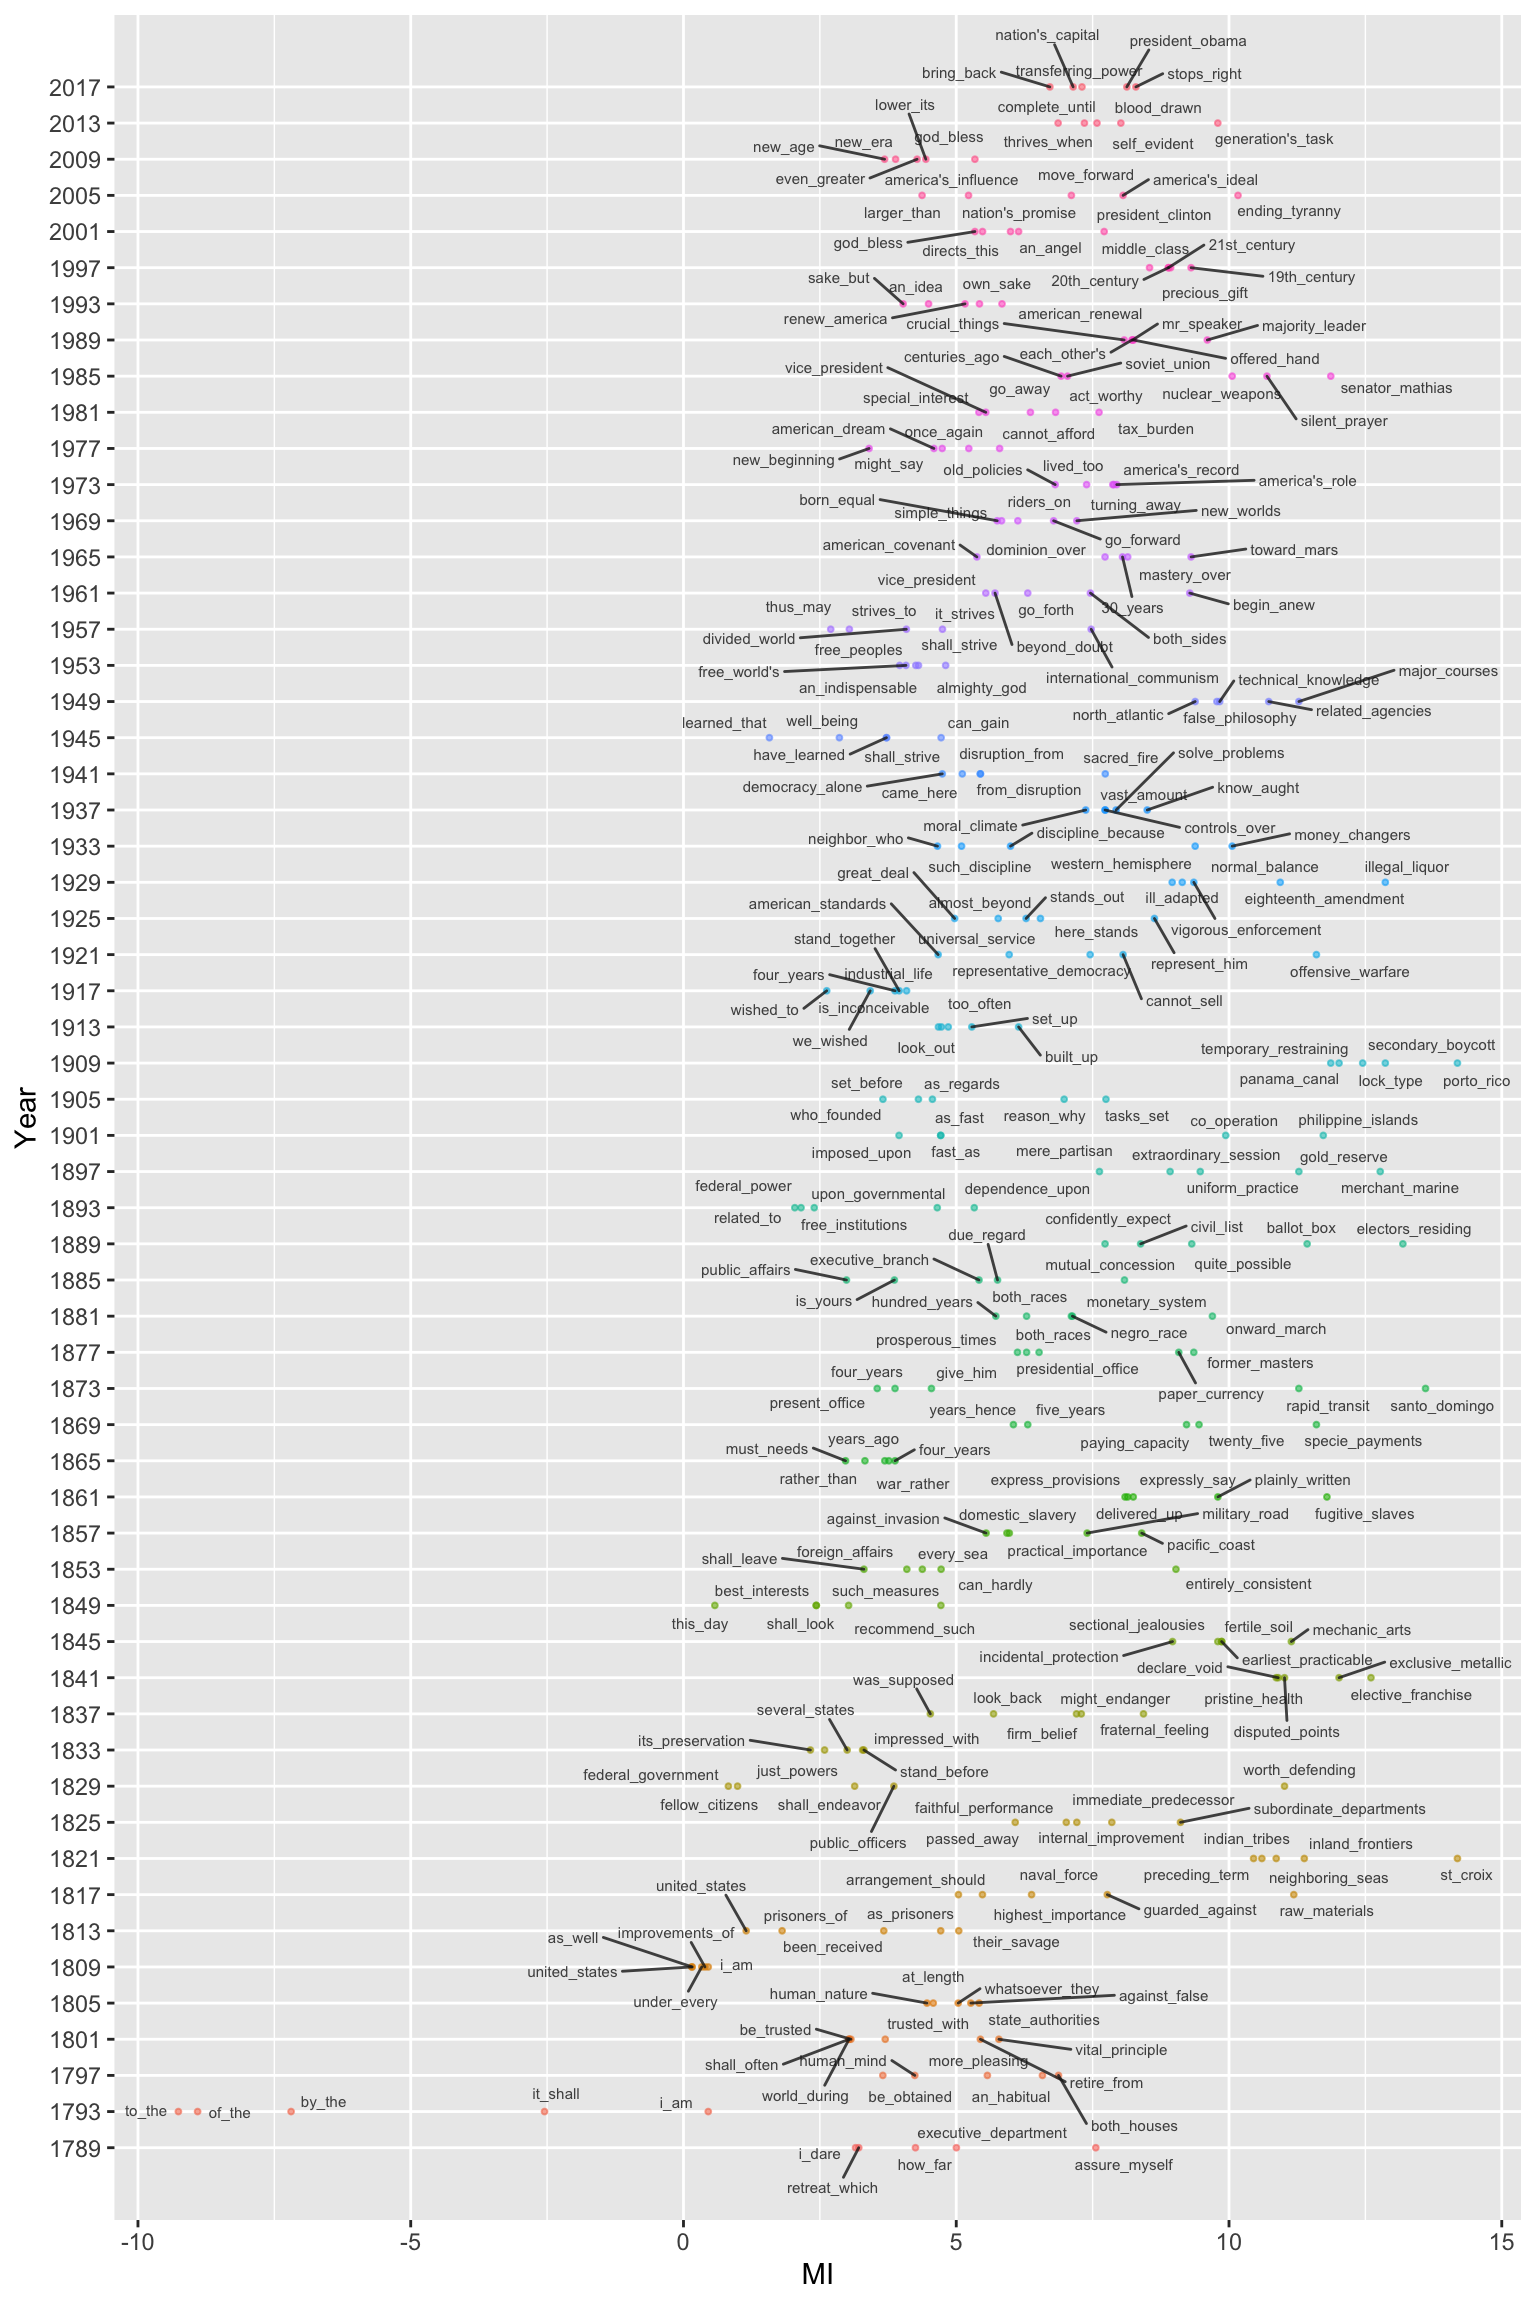 nation's_capital
president_obama
bring_back transferring_power stops_right
2017
lower_its complete_until blood_drawn
2013
new_age new_era god_bless thrives_when self_evident generation's_task
2009
even_greater america's_influence move_forward america's_ideal
2005
larger_than nation's_promise president_clinton ending_tyranny
2001
god_bless directs_this an_angel middle_class 21st_century
1997
sake_but an_idea own_sake 20th_century precious_gift 19th_century
1993
renew_america crucial_things american_renewal mr_speaker majority_leader
1989
vice_president centuries_ago each_other's soviet_union offered_hand
1985
special_interest go_away act_worthy nuclear_weapons senator_mathias
1981
silent_prayer
american_dream once_again cannot_afford tax_burden
1977
new_beginning might_say old_policies lived_too america's_record
1973
america's_role
born_equal simple_things riders_on turning_away new_worlds
1969
american_covenant dominion_over go_forward toward_mars
1965
vice_president mastery_over
1961
thus_may strives_to it_strives go_forth 30_years begin_anew
1957
divided_world free_peoples shall_strive beyond_doubt both_sides
1953
free_world's an_indispensable almighty_god international_communism technical_knowledge major_courses
1949
learned_that well_being can_gain north_atlantic false_philosophy related_agencies
1945
have_learned shall_strive disruption_from sacred_fire solve_problems
1941
democracy_alone came_here from_disruption vast_amount know_aught
1937
neighbor_who moral_climate discipline_because controls_over money_changers
1933
great_deal such_discipline western_hemisphere normal_balance illegal_liquor
1929
american_standards almost_beyond stands_out ill_adapted eighteenth_amendment
1925
stand_together universal_service here_stands vigorous_enforcement
1921
four_years industrial_life representative_democracy represent_him offensive_warfare
1917
wished_to is_inconceivable too_often set_up cannot_sell
1913
we_wished look_out built_up temporary_restraining secondary_boycott
1909
set_before as_regards panama_canal lock_type porto_rico
1905
who_founded as_fast reason_why tasks_set co_operation philippine_islands
1901
imposed_upon fast_as mere_partisan extraordinary_session gold_reserve
1897
federal_power upon_governmental dependence_upon uniform_practice merchant_marine
1893
related_to free_institutions due_regard confidently_expect civil_list ballot_box electors_residing
1889
public_affairs executive_branch mutual_concession quite_possible
1885
is_yours hundred_years both_races monetary_system
1881
prosperous_times both_races negro_race onward_march
1877
four_years give_him presidential_office former_masters
1873
present_office years_hence five_years paper_currency rapid_transit santo_domingo
1869
must_needs years_ago four_years paying_capacity twenty_five specie_payments
1865
rather_than war_rather express_provisions expressly_say plainly_written
1861
against_invasion domestic_slavery delivered_up military_road fugitive_slaves
1857
shall_leave foreign_affairs every_sea practical_importance pacific_coast
1853
best_interests such_measures can_hardly entirely_consistent
1849
this_day shall_look recommend_such sectional_jealousies fertile_soil mechanic_arts
1845
was_supposed incidental_protection declare_void earliest_practicable exclusive_metallic
1841
several_states look_back might_endanger pristine_health elective_franchise
1837
its_preservation impressed_with firm_belief fraternal_feeling disputed_points
1833
federal_government just_powers stand_before worth_defending
1829
fellow_citizens shall_endeavor faithful_performance immediate_predecessor subordinate_departments
1825
public_officers passed_away internal_improvement indian_tribes inland_frontiers
1821
united_states arrangement_should naval_force preceding_term neighboring_seas st_croix
1817
prisoners_of as_prisoners highest_importance guarded_against raw_materials
1813
as_well improvements_of been_received their_savage
1809
united_states i_am
under_every human_nature at_length whatsoever_they against_false
1805
be_trusted trusted_with state_authorities
1801
shall_often human_mind more_pleasing vital_principle
1797
world_during be_obtained an_habitual retire_from
to_the of_the by_the it_shall i_am
1793
executive_department both_houses
1789
i_dare how_far assure_myself
retreat_which
-10 -5 0 5 10 15
MI
Year